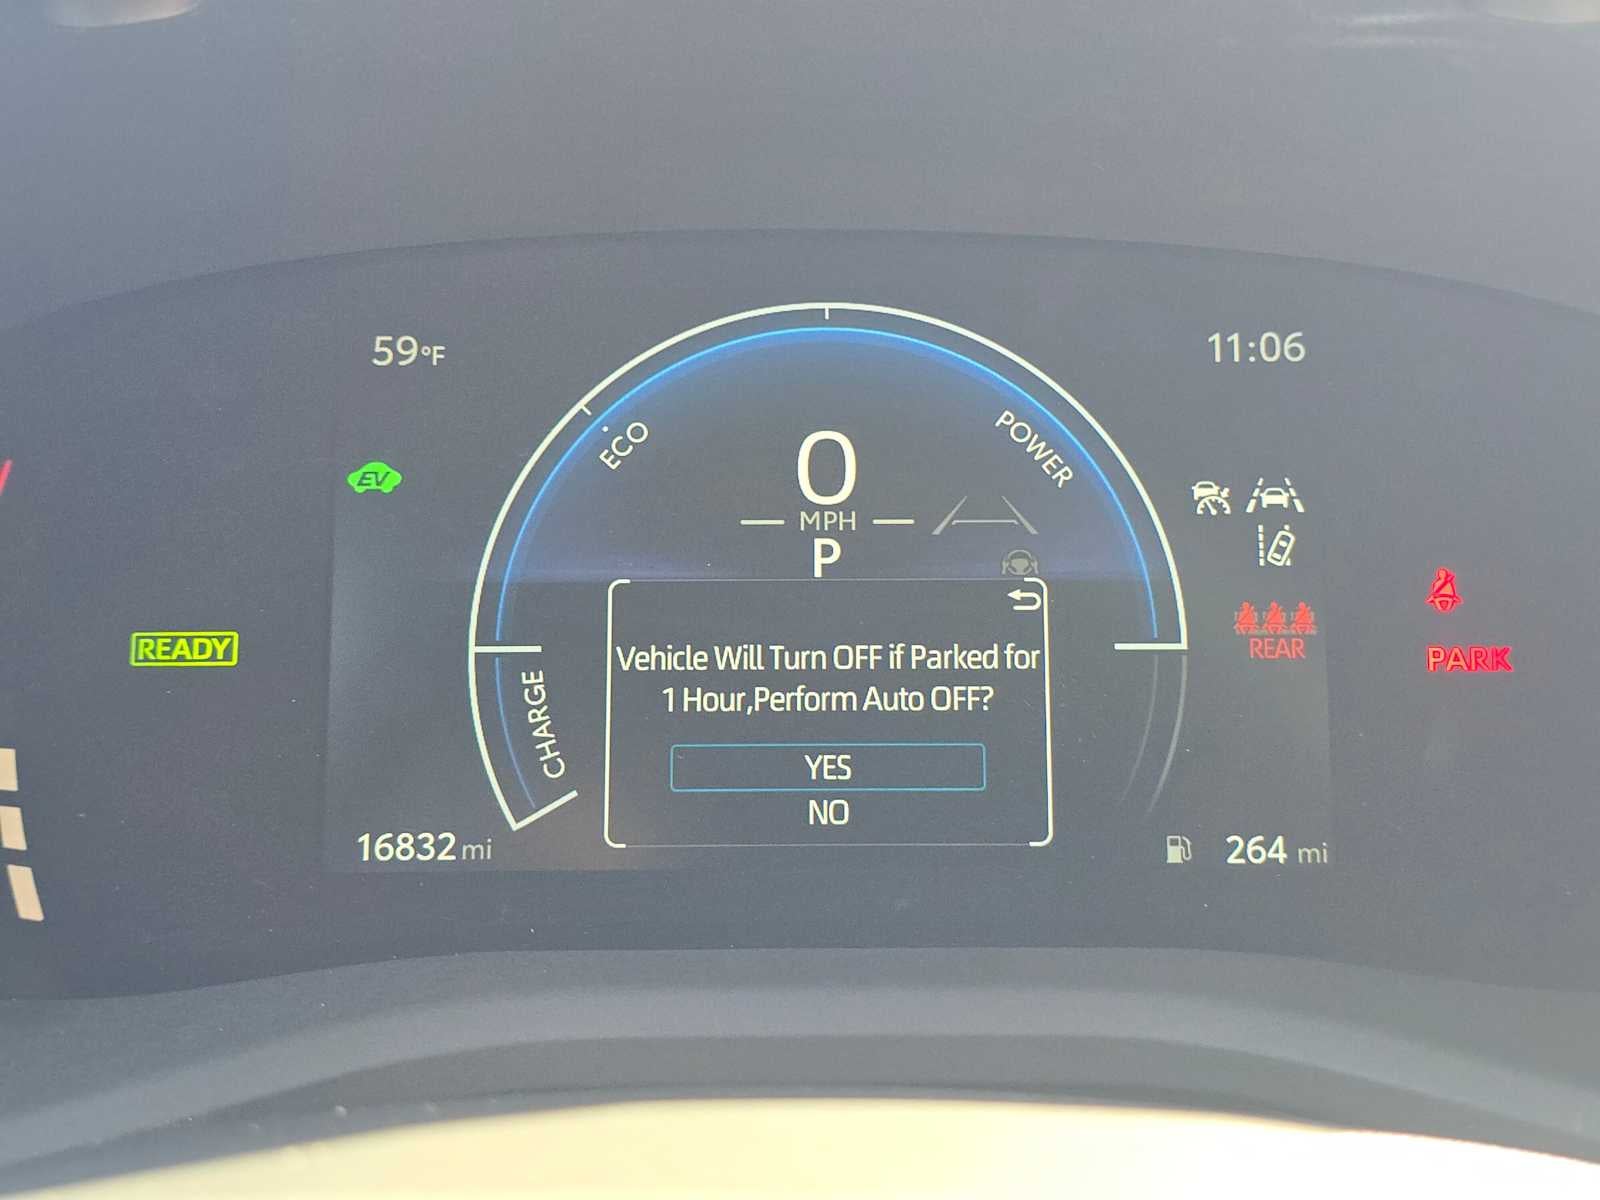 59°F
11:06
ECO
POWER
EV
0
MPH
P
READY
REAR
PARK
CHARGE
Vehicle Will Turn OFF if Parked for
1 Hour,Perform Auto OFF?
YES
NO
16832 mi
264 mi